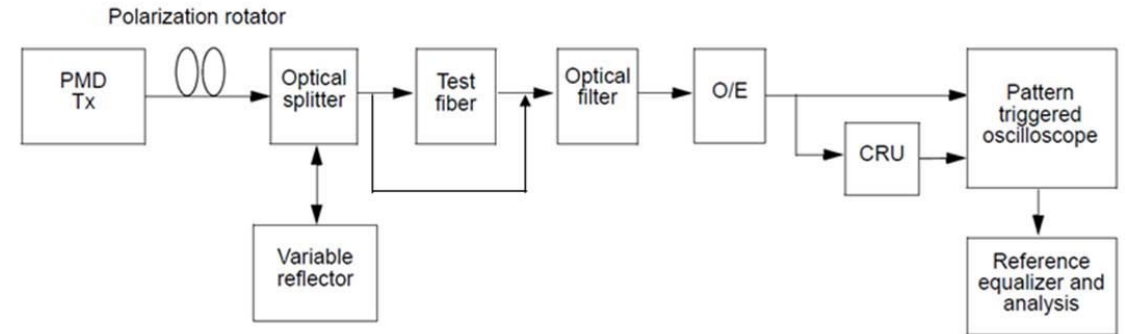 Polarization rotator
PMD
Tx
Optical
splitter
Test
fiber
Optical
filter
O/E
CRU
Pattern
triggered
oscilloscope
Variable
reflector
Reference
equalizer and
analysis